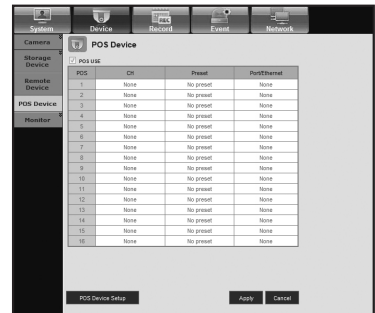 System Device Record Event Network
Camera
Storage Device
Remote Device
POS Device
Monitor
POS Device
POS USE
POS CH Preset Port/Ethernet
1 None No preset None
2 None No preset None
3 None No preset None
4 None No preset None
5 None No preset None
6 None No preset None
7 None No preset None
8 None No preset None
9 None No preset None
10 None No preset None
11 None No preset None
12 None No preset None
13 None No preset None
14 None No preset None
15 None No preset None
16 None No preset None
POS Device Setup Apply Cancel